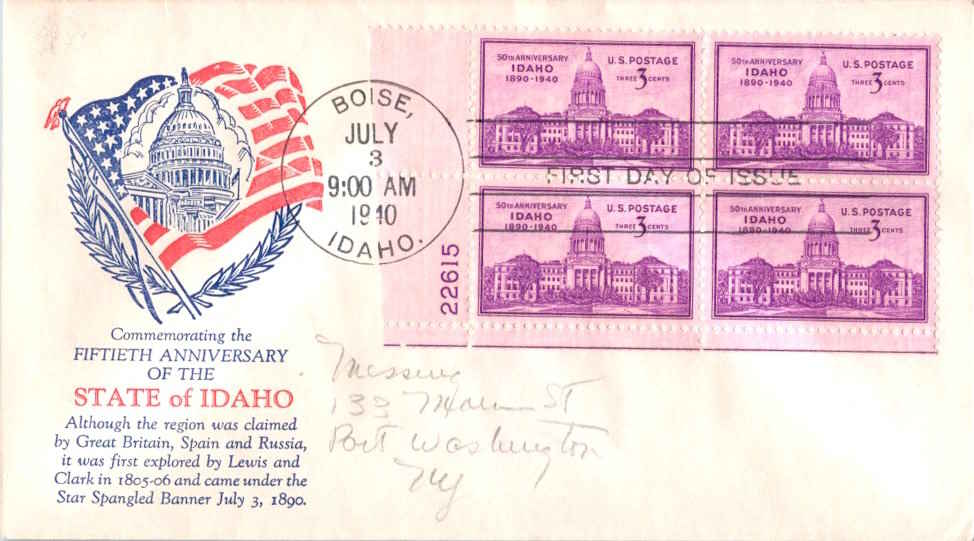 50TH ANNIVERSARY
IDAHO
1890-1940
U.S. POSTAGE
THREE 3 CENTS
50TH ANNIVERSARY
IDAHO
1890-1940
U.S. POSTAGE
THREE 3 CENTS
BOISE,
JULY
3
9:00 AM
1940
IDAHO.
FIRST DAY OF ISSUE
50TH ANNIVERSARY
IDAHO
1890-1940
U.S. POSTAGE
THREE 3 CENTS
50TH ANNIVERSARY
IDAHO
1890-1940
U.S. POSTAGE
THREE 3 CENTS
22615
Commemorating the
FIFTIETH ANNIVERSARY
OF THE
STATE of IDAHO
Although the region was claimed
by Great Britain, Spain and Russia,
it was first explored by Lewis and
Clark in 1805-06 and came under the
Star Spangled Banner July 3, 1890.
133 Main St
Port Washington
NY